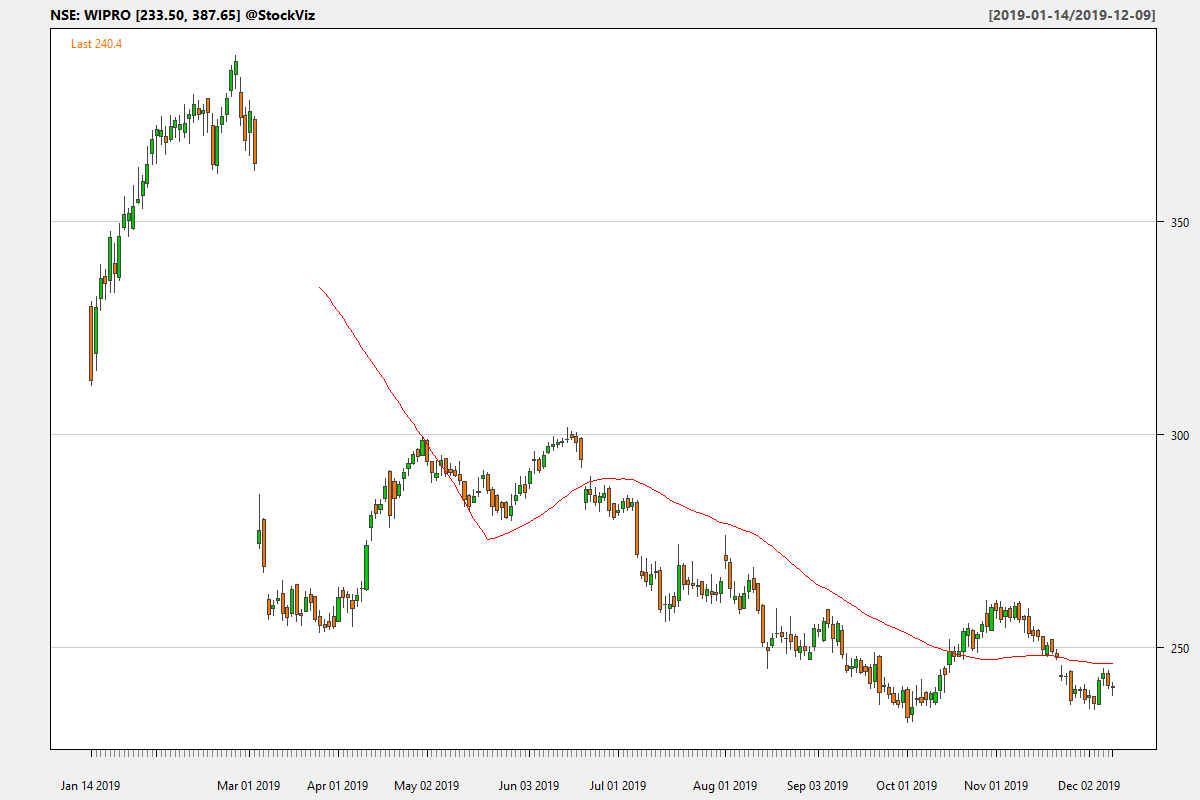 NSE: WIPRO [233.50, 387.65] @StockViz [2019-01-14/2019-12-09]
Last 240.4
350
300
250
Jan 14 2019 Mar 01 2019 Apr 01 2019 May 02 2019 Jun 03 2019 Jul 01 2019 Aug 01 2019 Sep 03 2019 Oct 01 2019 Nov 01 2019 Dec 02 2019